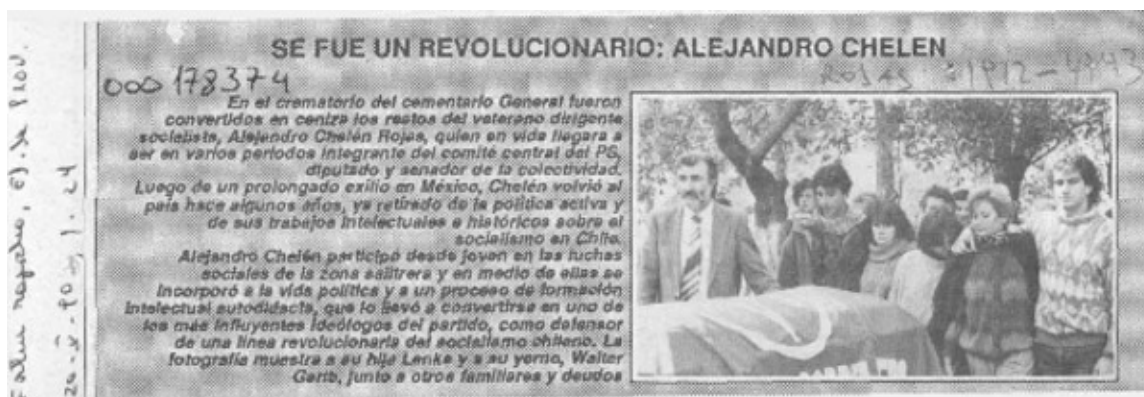 SE FUE UN REVOLUCIONARIO: ALEJANDRO CHELEN
ROJAS :1912-
000 178374
En el crematorio del cementario General fueron
convertidos en ceniza los restos del veterano dirigente
socialista, Alejandro Chelén Rojas, quien en vida llegara a
ser en varios períodos integrante del comité central del PS,
diputado y senador de la colectividad.
Luego de un prolongado exilio en México, Chelén volvió al
país hace algunos años, ya retirado de la política activa y
de sus trabajos intelectuales e históricos sobre el
socialismo en Chile.
Alejandro Chelén participó desde joven en las luchas
sociales de la zona salitrera y en medio de ellas se
incorporó a la vida política y a un proceso de formación
intelectual autodidacta, que lo llevó a convertirse en uno de
los más influyentes ideólogos del partido, como defensor
de una línea revolucionaria del socialismo chileno. La
fotografía muestra a su hija Lenka y a su yerno, Walter
Garib, junto a otros familiares y deudos